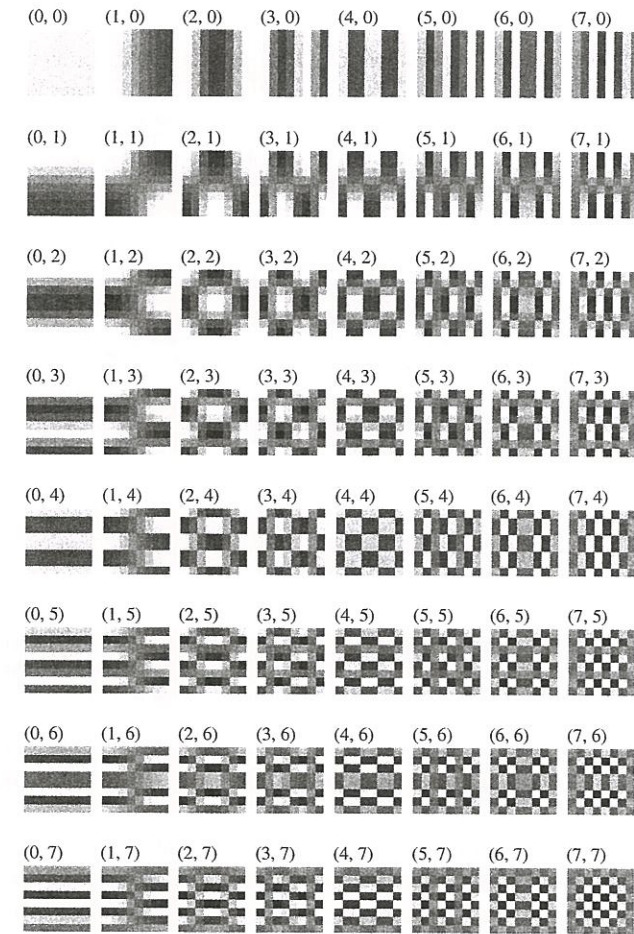 (0, 0) (1, 0) (2, 0) (3, 0) (4, 0) (5, 0) (6, 0) (7, 0)
(0, 1) (1, 1) (2, 1) (3, 1) (4, 1) (5, 1) (6, 1) (7, 1)
(0, 2) (1, 2) (2, 2) (3, 2) (4, 2) (5, 2) (6, 2) (7, 2)
(0, 3) (1, 3) (2, 3) (3, 3) (4, 3) (5, 3) (6, 3) (7, 3)
(0, 4) (1, 4) (2, 4) (3, 4) (4, 4) (5, 4) (6, 4) (7, 4)
(0, 5) (1, 5) (2, 5) (3, 5) (4, 5) (5, 5) (6, 5) (7, 5)
(0, 6) (1, 6) (2, 6) (3, 6) (4, 6) (5, 6) (6, 6) (7, 6)
(0, 7) (1, 7) (2, 7) (3, 7) (4, 7) (5, 7) (6, 7) (7, 7)